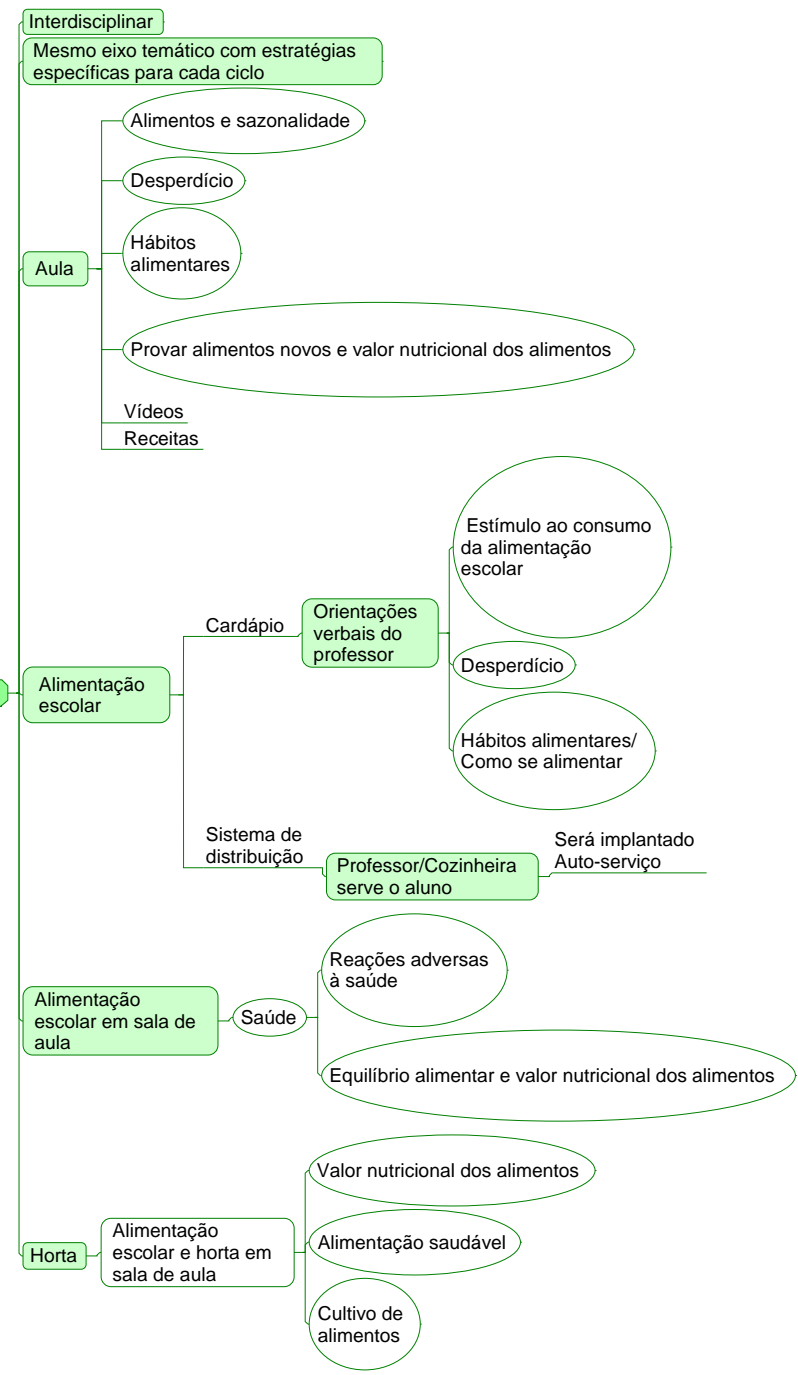 Interdisciplinar
Mesmo eixo temático com estratégias
específicas para cada ciclo
Aula
Alimentos e sazonalidade
Desperdício
Hábitos
alimentares
Provar alimentos novos e valor nutricional dos alimentos
Vídeos
Receitas
Alimentação
escolar
Cardápio
Orientações
verbais do
professor
Estímulo ao consumo
da alimentação
escolar
Desperdício
Hábitos alimentares/
Como se alimentar
Sistema de
distribuição
Professor/Cozinheira
serve o aluno
Será implantado
Auto-serviço
Alimentação
escolar em sala de
aula
Saúde
Reações adversas
à saúde
Equilíbrio alimentar e valor nutricional dos alimentos
Horta
Alimentação
escolar e horta em
sala de aula
Valor nutricional dos alimentos
Alimentação saudável
Cultivo de
alimentos